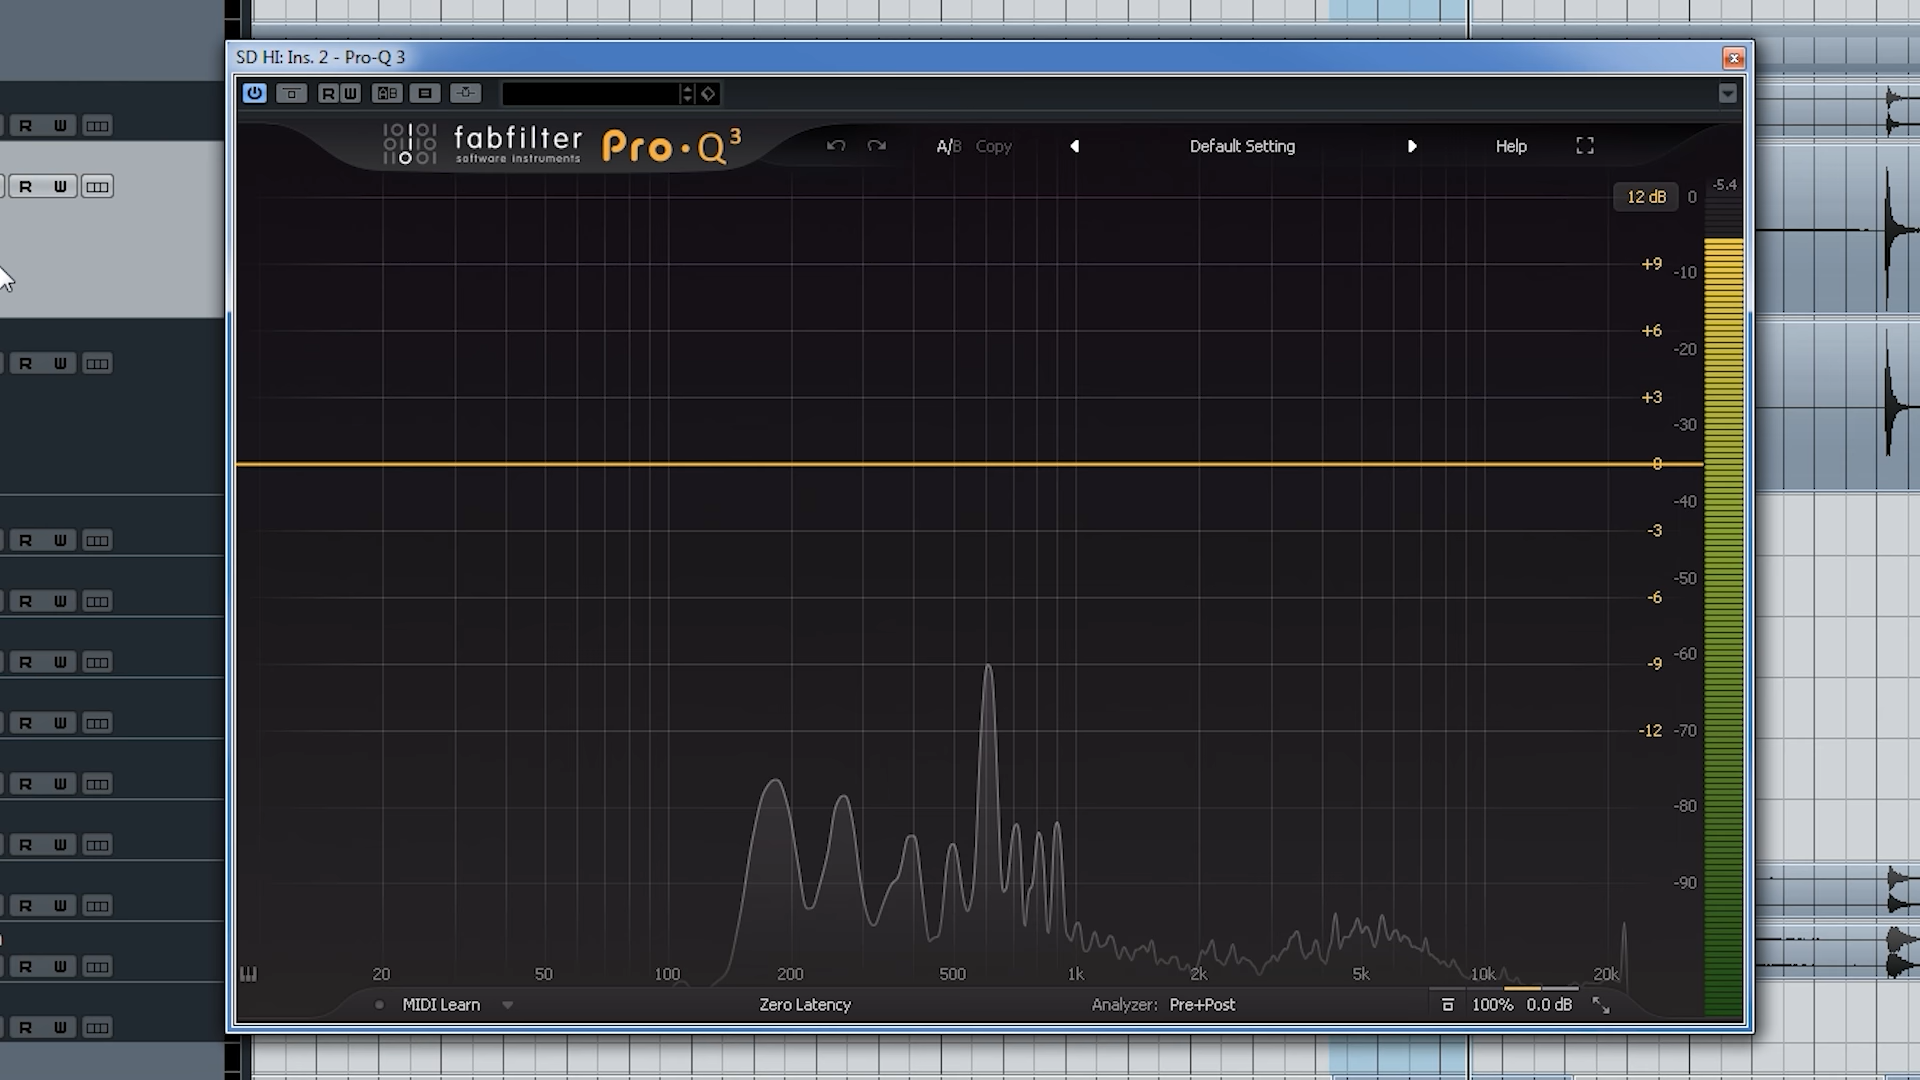 SD HI: Ins. 2 - Pro-Q 3
R W
fabfilter
software instruments
Pro·Q3
A/B Copy
Default Setting
Help
12 dB 0 -5.4
+9 -10
+6 -20
+3 -30
0
-40
-3
-50
-6
-60
-9
-12 -70
-80
-90
20 50 100 200 500 1k 2k 5k 10k 20k
MIDI Learn
Zero Latency
Analyzer: Pre+Post
100% 0.0 dB
R W
R W
R W
R W
R W
R W
R W
R W
R W
R W
R W
R W